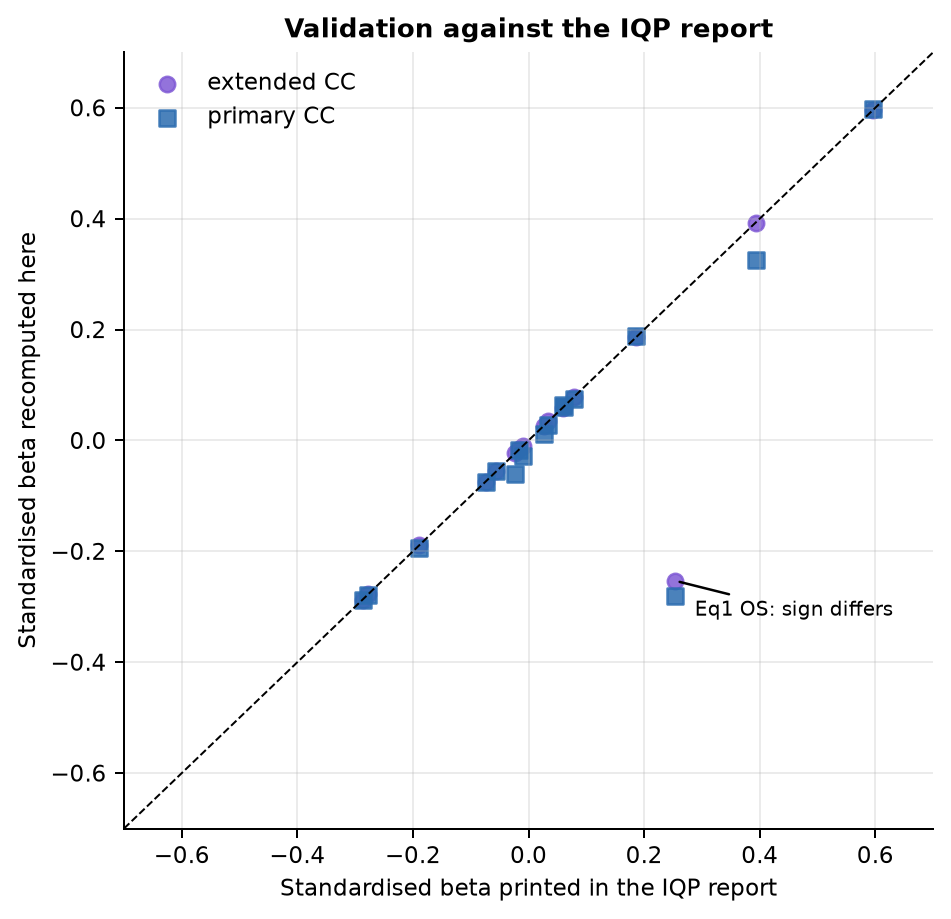 Validation against the IQP report
extended CC
primary CC
0.6
0.4
0.2
0.0
−0.2
−0.4
−0.6
Standardised beta recomputed here
Eq1 OS: sign differs
−0.6
−0.4
−0.2
0.0
0.2
0.4
0.6
Standardised beta printed in the IQP report